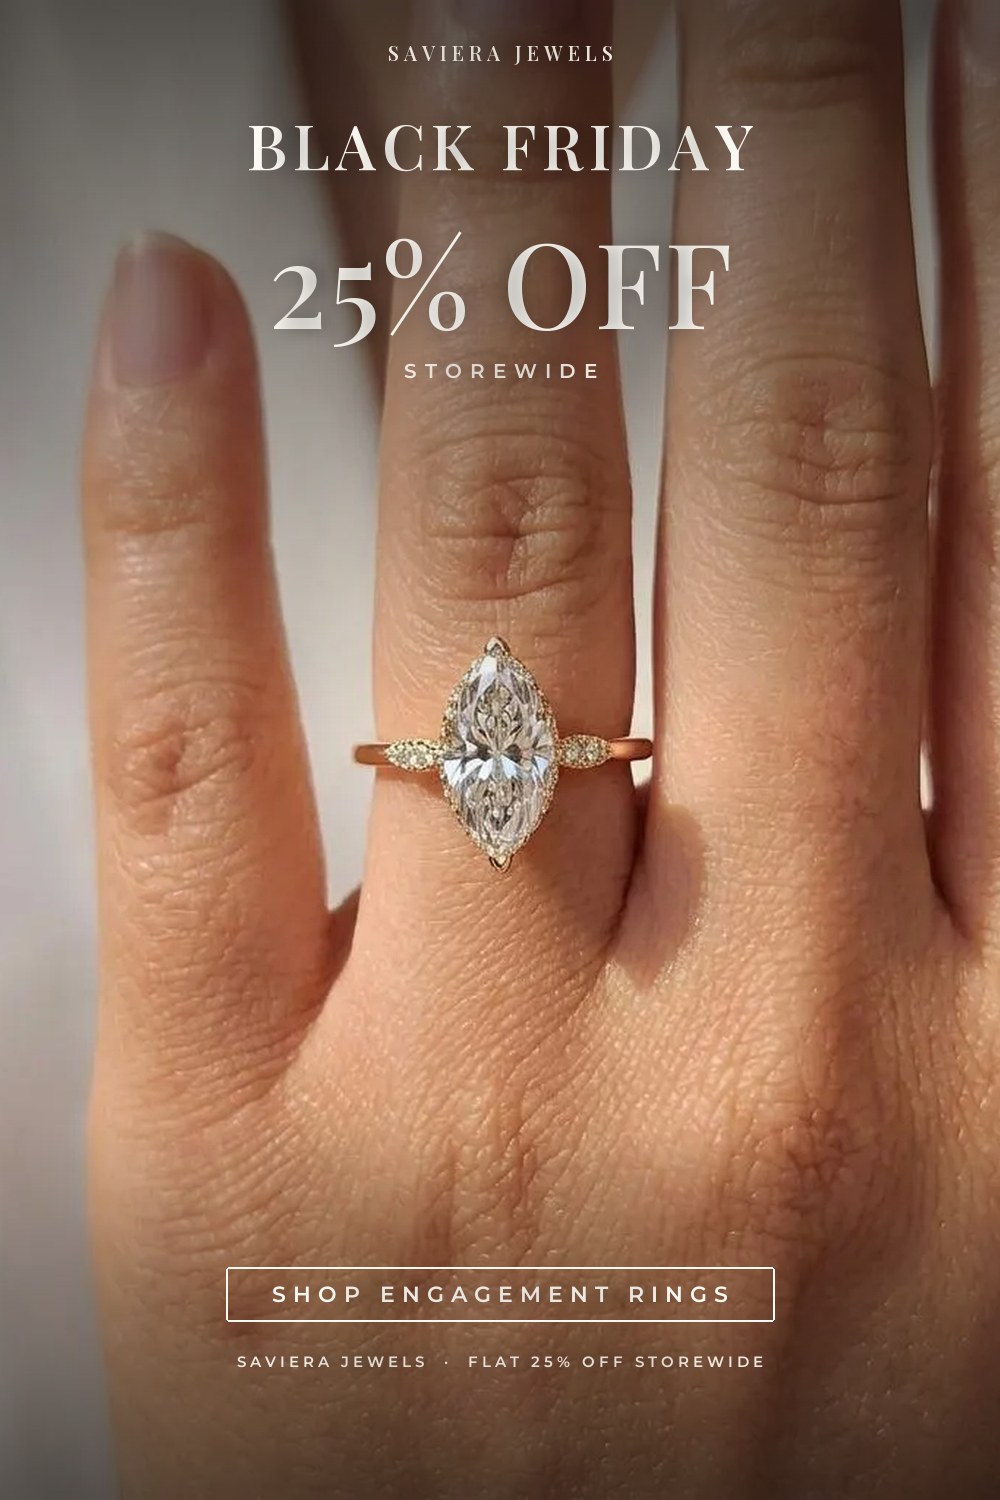 SAVIERA JEWELS
BLACK FRIDAY
25% OFF
STOREWIDE
SHOP ENGAGEMENT RINGS
SAVIERA JEWELS · FLAT 25% OFF STOREWIDE